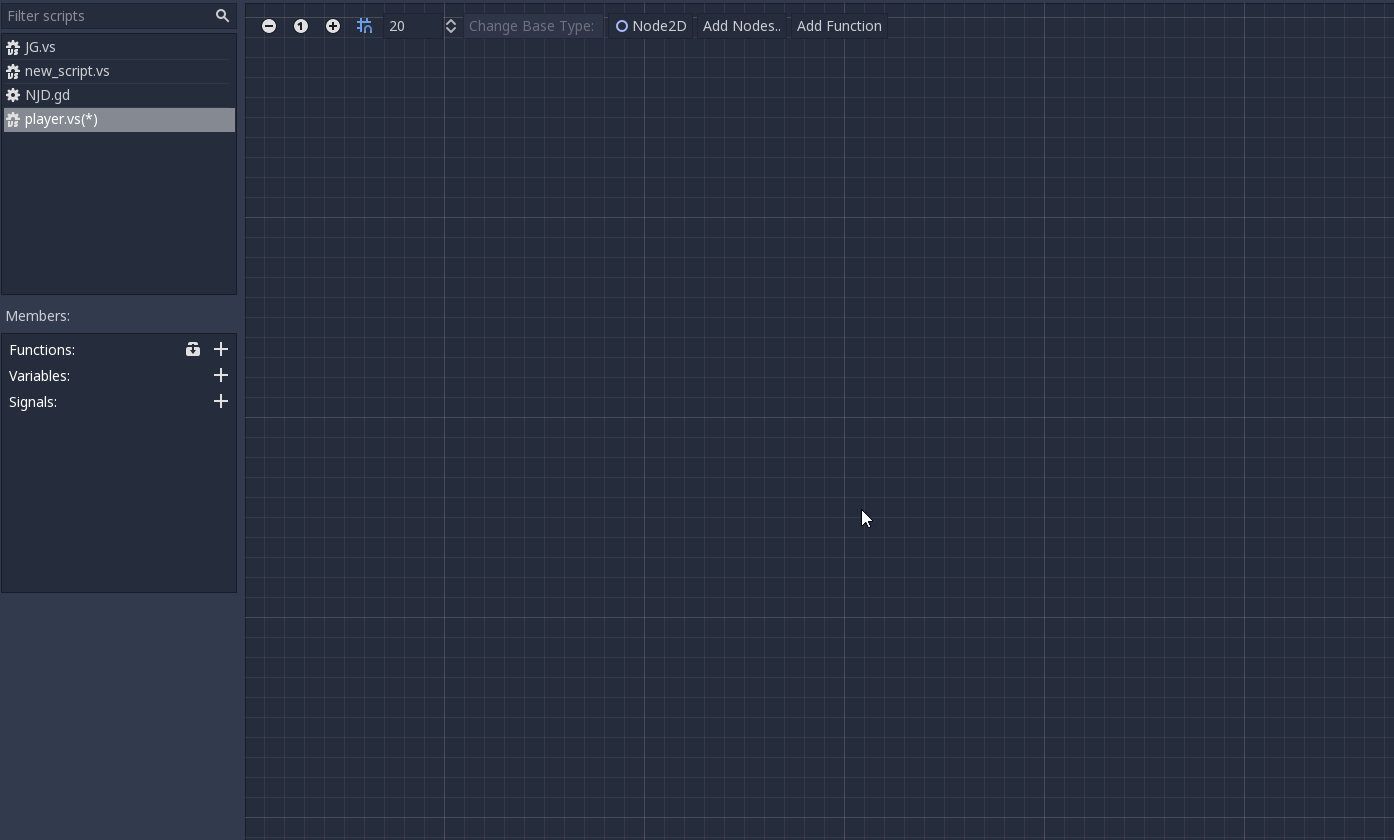 Filter scripts
JG.vs
new_script.vs
NJD.gd
player.vs(*)
Members:
Functions:
Variables:
Signals:
1 20 Change Base Type: Node2D Add Nodes.. Add Function